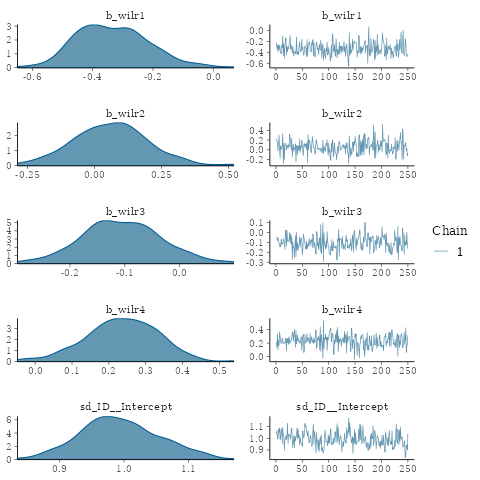 b_wilr1
3
2
1
0
-0.6 -0.4 -0.2 0.0
b_wilr1
0.0
-0.2
-0.4
-0.6
0 50 100 150 200 250
b_wilr2
2
1
0
-0.25 0.00 0.25 0.50
b_wilr2
0.4
0.2
0.0
-0.2
0 50 100 150 200 250
b_wilr3
5
4
3
2
1
0
-0.2 -0.1 0.0
b_wilr3
0.1
0.0
-0.1
-0.2
-0.3
0 50 100 150 200 250
Chain
1
b_wilr4
3
2
1
0
0.0 0.1 0.2 0.3 0.4 0.5
b_wilr4
0.4
0.2
0.0
0 50 100 150 200 250
sd_ID__Intercept
6
4
2
0
0.9 1.0 1.1
sd_ID__Intercept
1.1
1.0
0.9
0 50 100 150 200 250